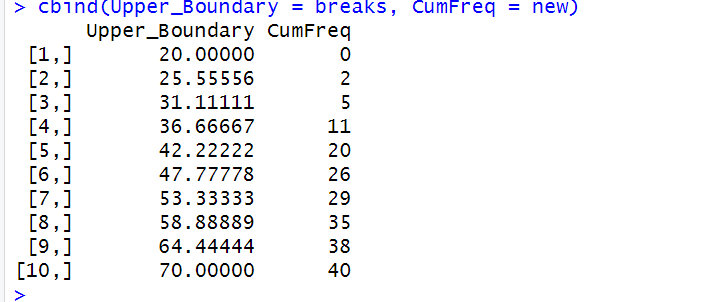 > cbind(Upper_Boundary = breaks, CumFreq = new)
      Upper_Boundary CumFreq
 [1,]       20.00000       0
 [2,]       25.55556       2
 [3,]       31.11111       5
 [4,]       36.66667      11
 [5,]       42.22222      20
 [6,]       47.77778      26
 [7,]       53.33333      29
 [8,]       58.88889      35
 [9,]       64.44444      38
[10,]       70.00000      40
>